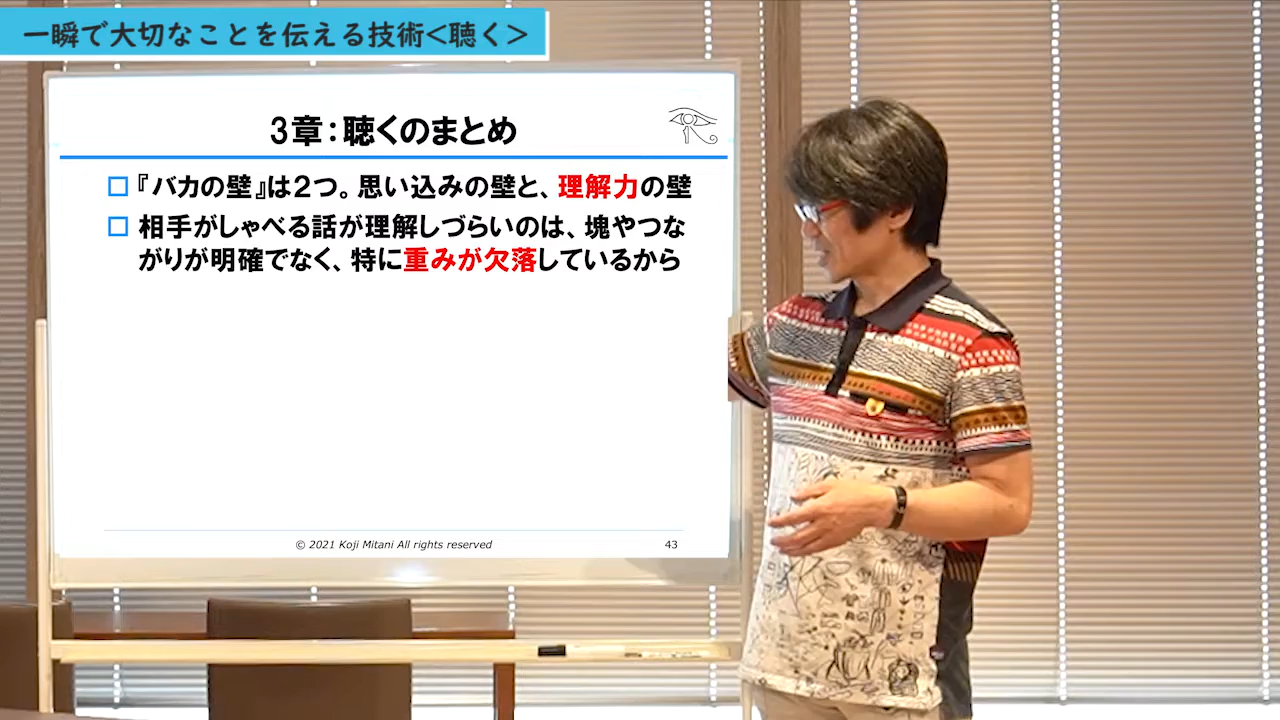 一瞬で大切なことを伝える技術<聴く>
3章：聴くのまとめ
『バカの壁』は２つ。思い込みの壁と、理解力の壁
相手がしゃべる話が理解しづらいのは、塊やつな
がりが明確でなく、特に重みが欠落しているから
© 2021 Koji Mitani All rights reserved
43